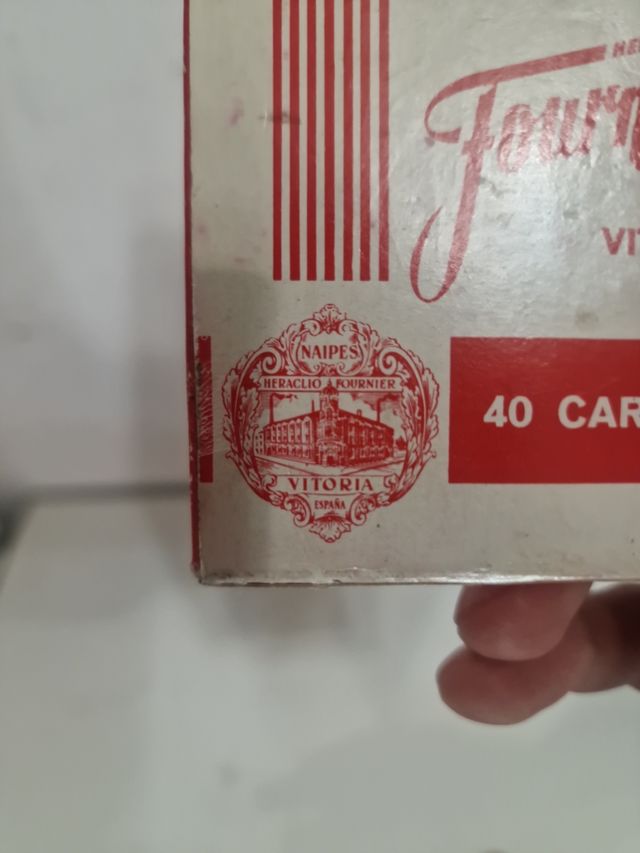 Fourn
VIT
NAIPES
HERACLIO FOURNIER
VITORIA
ESPAÑA
40 CAR